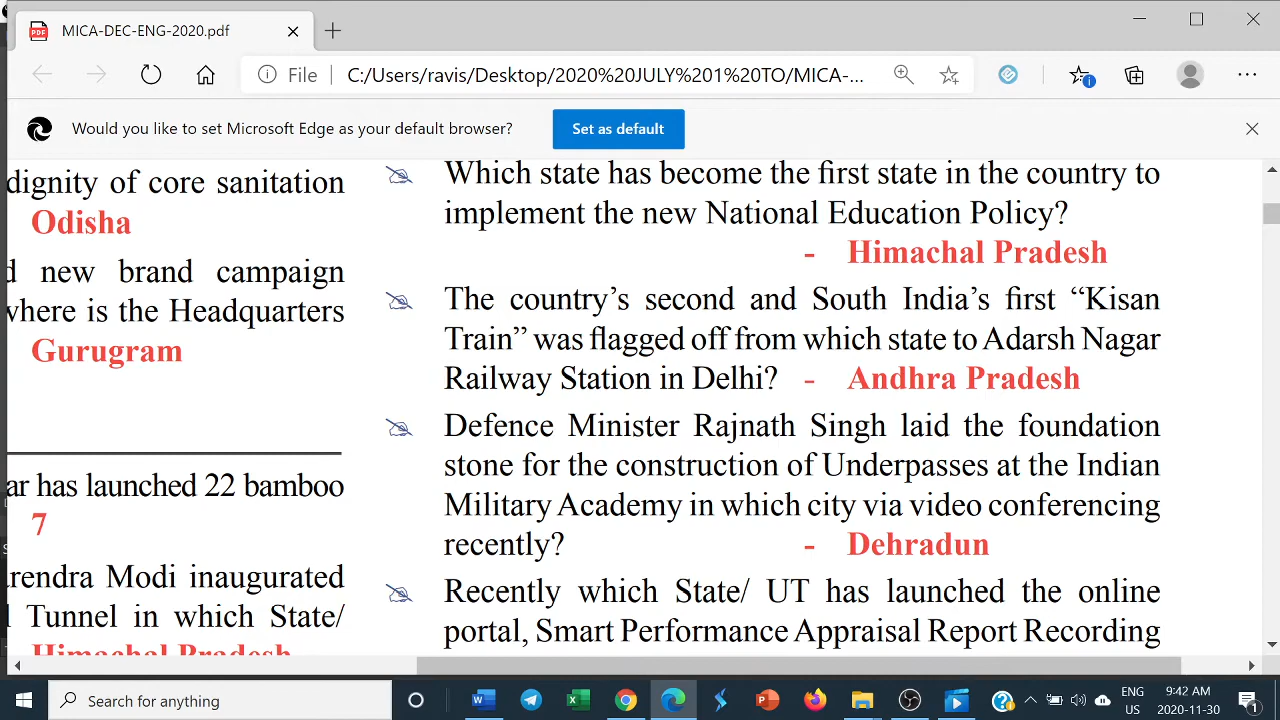 MICA-DEC-ENG-2020.pdf
File
C:/Users/ravis/Desktop/2020%20JULY%201%20TO/MICA-...
Would you like to set Microsoft Edge as your default browser?
Set as default
dignity of core sanitation
Odisha
new brand campaign
where is the Headquarters
Gurugram
ar has launched 22 bamboo
7
arendra Modi inaugurated
Tunnel in which State/
Himachal Pradesh
Which state has become the first state in the country to
implement the new National Education Policy?
- Himachal Pradesh
The country’s second and South India’s first “Kisan
Train” was flagged off from which state to Adarsh Nagar
Railway Station in Delhi? - Andhra Pradesh
Defence Minister Rajnath Singh laid the foundation
stone for the construction of Underpasses at the Indian
Military Academy in which city via video conferencing
recently? - Dehradun
Recently which State/ UT has launched the online
portal, Smart Performance Appraisal Report Recording
Search for anything
ENG
US
9:42 AM
2020-11-30
1